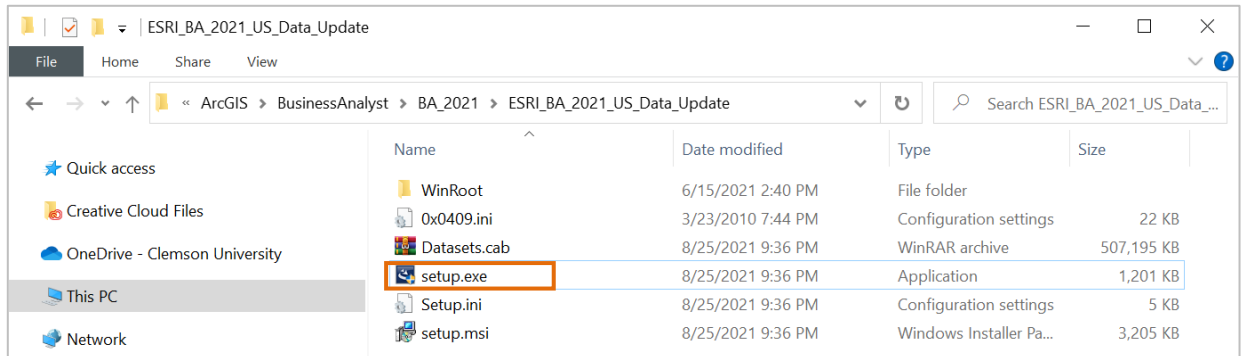 ESRI_BA_2021_US_Data_Update
File Home Share View
« ArcGIS > BusinessAnalyst > BA_2021 > ESRI_BA_2021_US_Data_Update Search ESRI_BA_2021_US_Data_...
Name Date modified Type Size
Quick access
Creative Cloud Files
OneDrive - Clemson University
This PC
Network
WinRoot 6/15/2021 2:40 PM File folder
0x0409.ini 3/23/2010 7:44 PM Configuration settings 22 KB
Datasets.cab 8/25/2021 9:36 PM WinRAR archive 507,195 KB
setup.exe 8/25/2021 9:36 PM Application 1,201 KB
Setup.ini 8/25/2021 9:36 PM Configuration settings 5 KB
setup.msi 8/25/2021 9:36 PM Windows Installer Pa... 3,205 KB